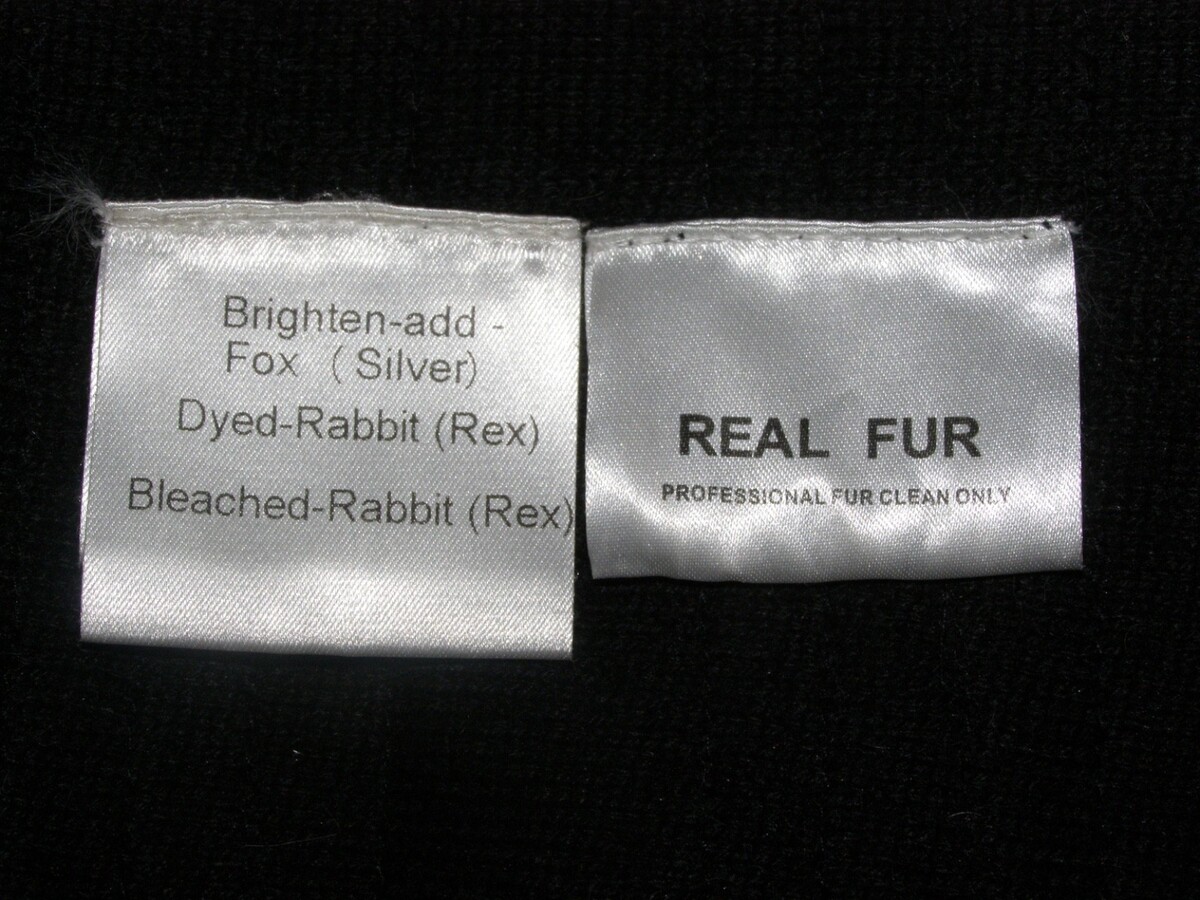 Brighten-add -
Fox ( Silver)
Dyed-Rabbit (Rex)
Bleached-Rabbit (Rex)
REAL FUR
PROFESSIONAL FUR CLEAN ONLY